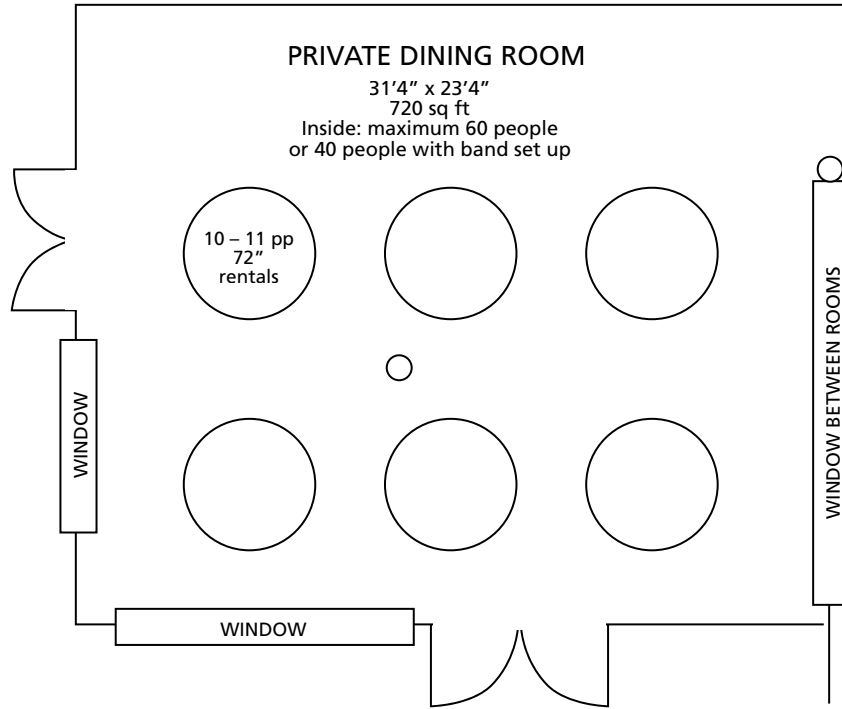 PRIVATE DINING ROOM
31’4” x 23’4”
720 sq ft
Inside: maximum 60 people
or 40 people with band set up
10 – 11 pp
72”
rentals
WINDOW
WINDOW BETWEEN ROOMS
WINDOW